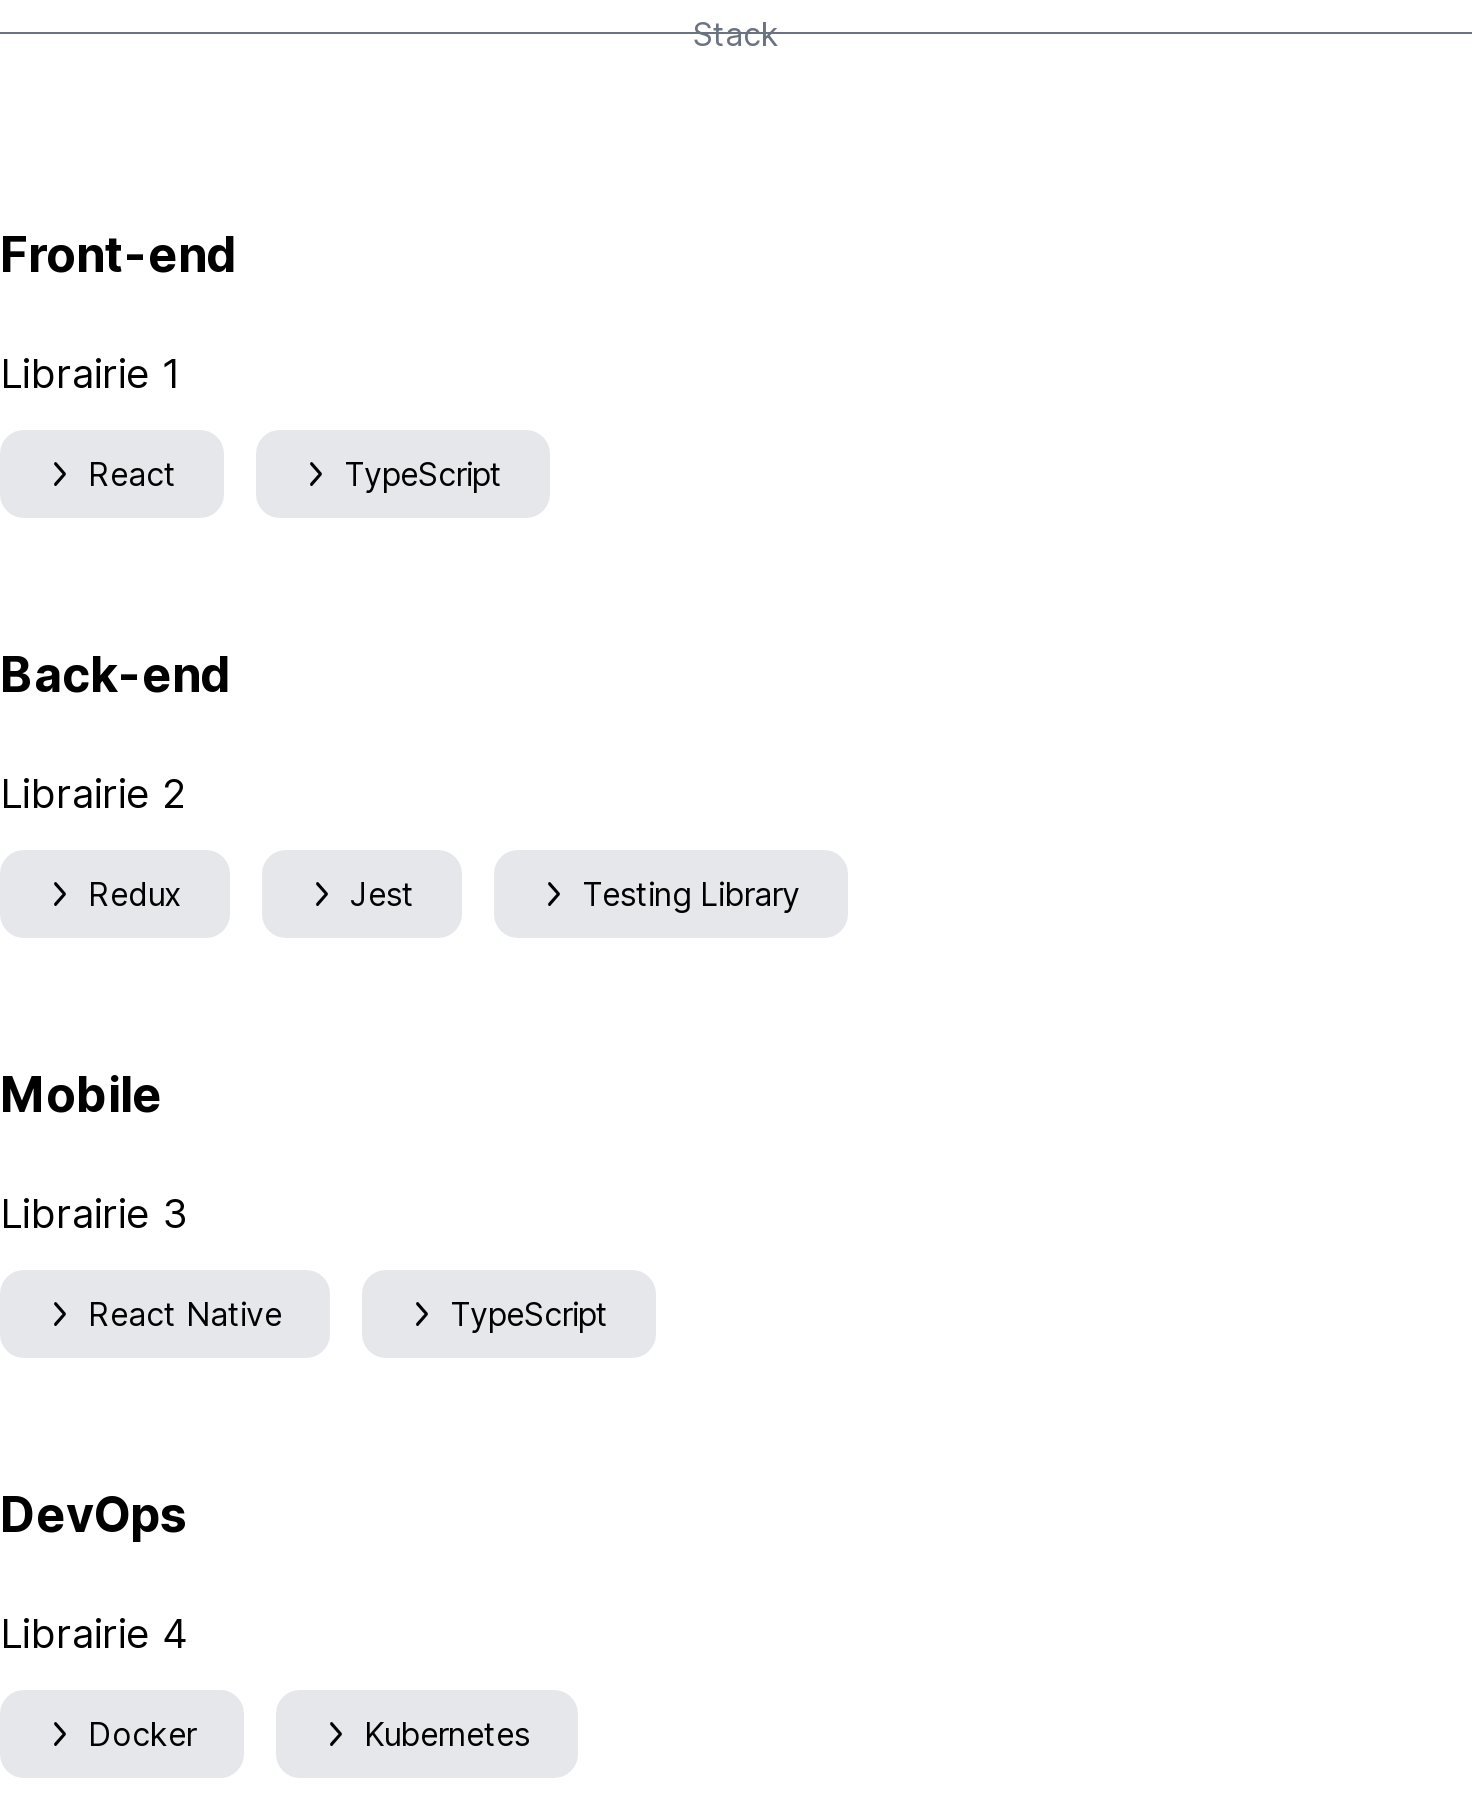 Stack
Front-end
Librairie 1
React TypeScript
Back-end
Librairie 2
Redux Jest Testing Library
Mobile
Librairie 3
React Native TypeScript
DevOps
Librairie 4
Docker Kubernetes